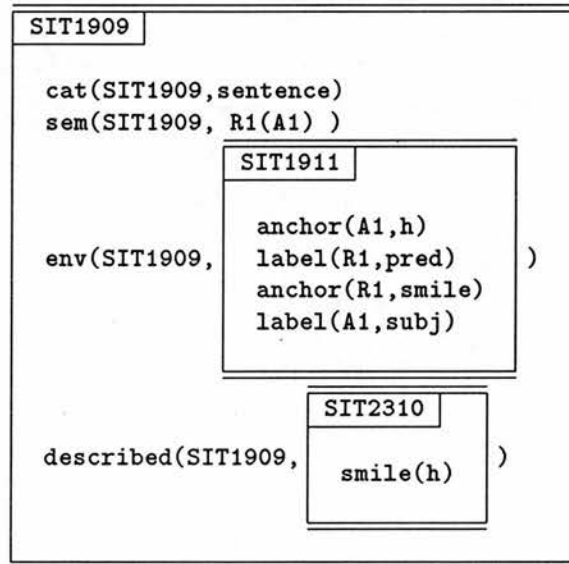 SIT1909
cat(SIT1909,sentence)
sem(SIT1909, R1(A1) )
SIT1911
anchor(A1,h)
env(SIT1909, label(R1,pred) )
anchor(R1,smile)
label(A1,subj)
SIT2310
described(SIT1909, smile(h) )